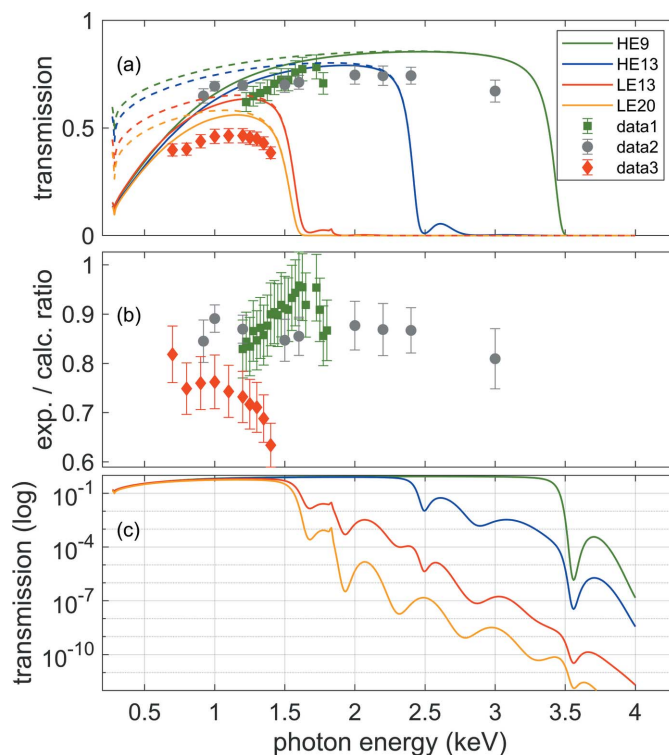 1
(a)
transmission
0.5
0
HE9
HE13
LE13
LE20
data1
data2
data3
1
(b)
exp. / calc. ratio
0.9
0.8
0.7
0.6
(c)
transmission (log)
10-1
10-4
10-7
10-10
0.5 1 1.5 2 2.5 3 3.5 4
photon energy (keV)